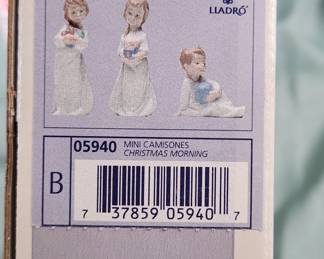 LLADRÓ
05940 MINI CAMISONES
CHRISTMAS MORNING
B
7 37859 05940 7